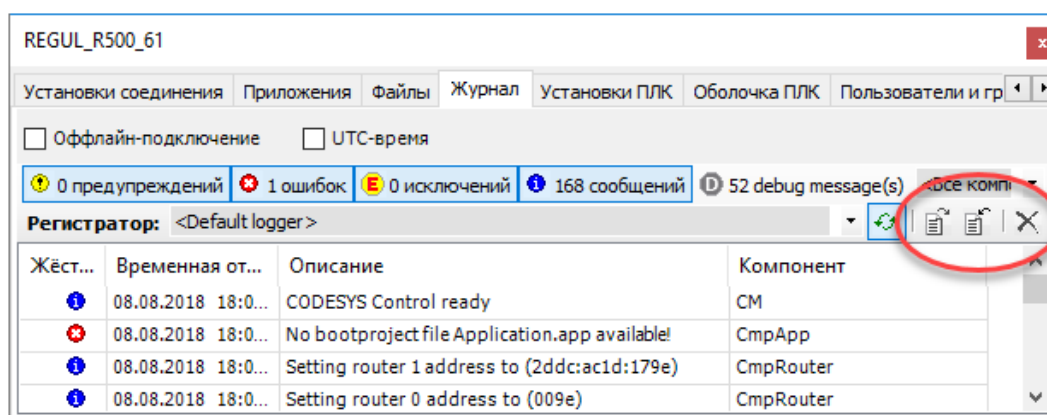 REGUL_R500_61
x
Установки соединения Приложения Файлы Журнал Установки ПЛК Оболочка ПЛК Пользователи и гр
Оффлайн-подключение UTC-время
0 предупреждений 1 ошибок E 0 исключений 168 сообщений D 52 debug message(s) <Все компо
Регистратор: <Default logger>
Жёст... Временная от... Описание Компонент
08.08.2018 18:0... CODESYS Control ready CM
08.08.2018 18:0... No bootproject file Application.app available! CmpApp
08.08.2018 18:0... Setting router 1 address to (2ddc:ac1d:179e) CmpRouter
08.08.2018 18:0... Setting router 0 address to (009e) CmpRouter